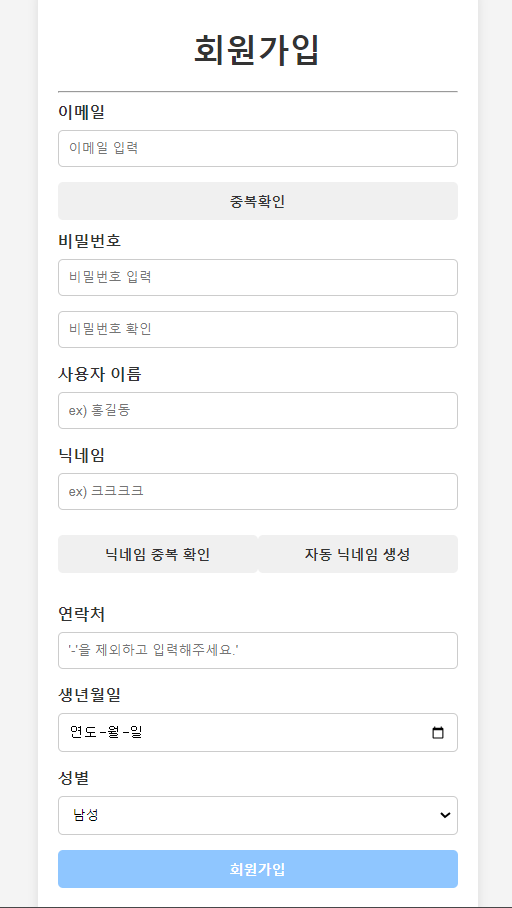 회원가입
이메일
이메일 입력
중복확인
비밀번호
비밀번호 입력
비밀번호 확인
사용자 이름
ex) 홍길동
닉네임
ex) 크크크크
닉네임 중복 확인 자동 닉네임 생성
연락처
'-'을 제외하고 입력해주세요.'
생년월일
연도-월-일
성별
남성
회원가입